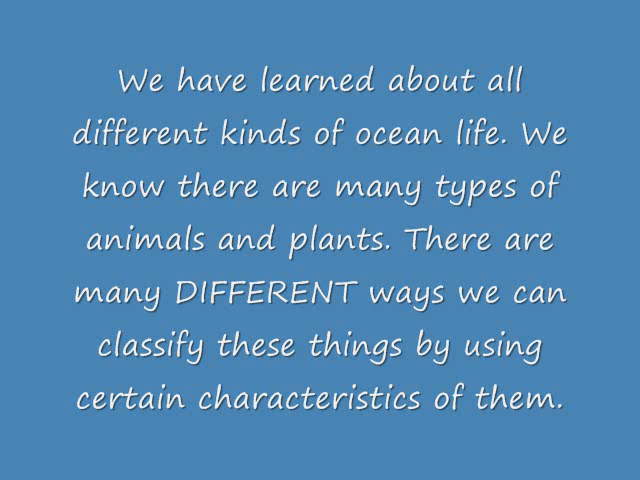 We have learned about all
different kinds of ocean life. We
know there are many types of
animals and plants. There are
many DIFFERENT ways we can
classify these things by using
certain characteristics of them.